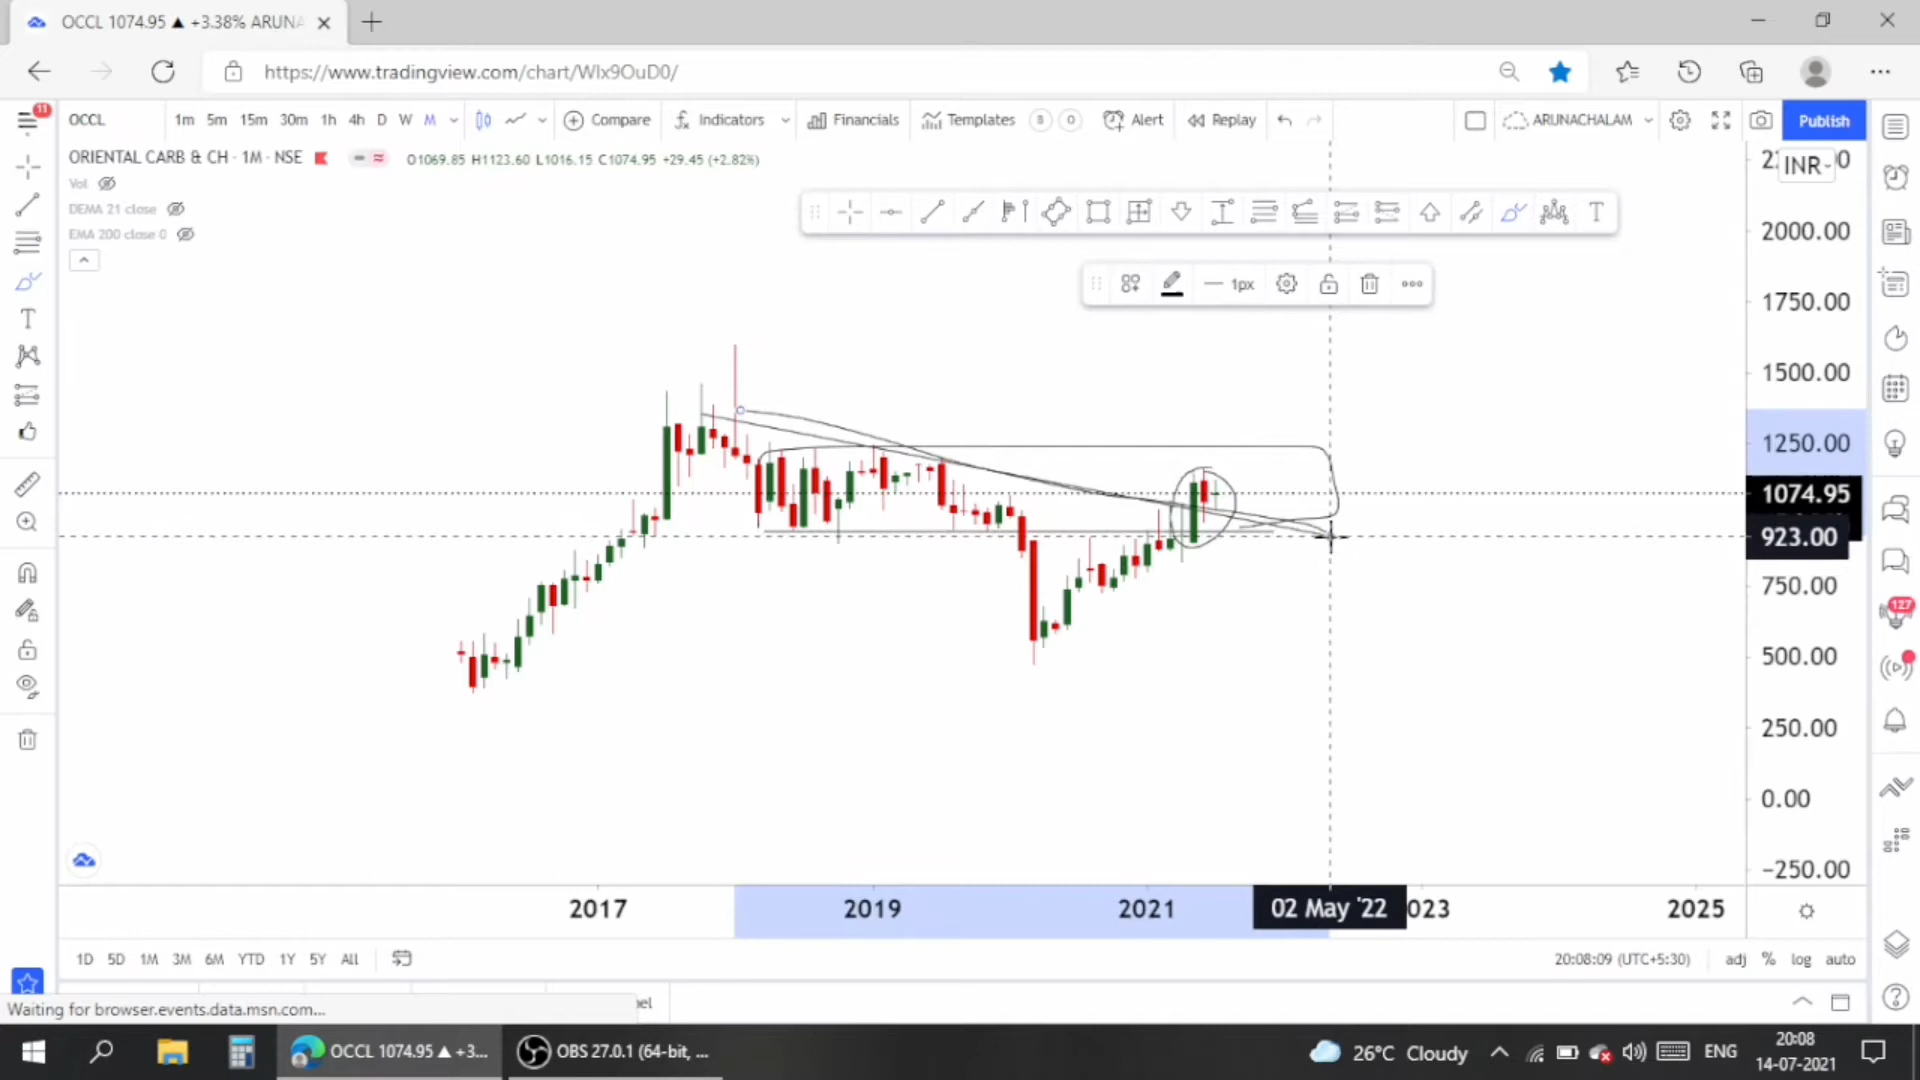 OCCL 1074.95 ▲ +3.38% ARUNA
https://www.tradingview.com/chart/WIx9OuD0/
11
OCCL 1m 5m 15m 30m 1h 4h D W M Compare Indicators Financials Templates B O Alert Replay ARUNACHALAM Publish
ORIENTAL CARB & CH · 1M · NSE O1069.85 H1123.60 L1016.15 C1074.95 +29.45 (+2.82%)
INR
Vol
DEMA 21 close
EMA 200 close 0
T
T
1px
2000.00
1750.00
1500.00
1250.00
1074.95
923.00
750.00
500.00
250.00
0.00
−250.00
127
2017 2019 2021 02 May '22 023 2025
1D 5D 1M 3M 6M YTD 1Y 5Y All 20:08:09 (UTC+5:30) adj % log auto
Waiting for browser.events.data.msn.com... nel
OCCL 1074.95 ▲ +3... OBS 27.0.1 (64-bit, ... 26°C Cloudy ENG 20:08
14-07-2021